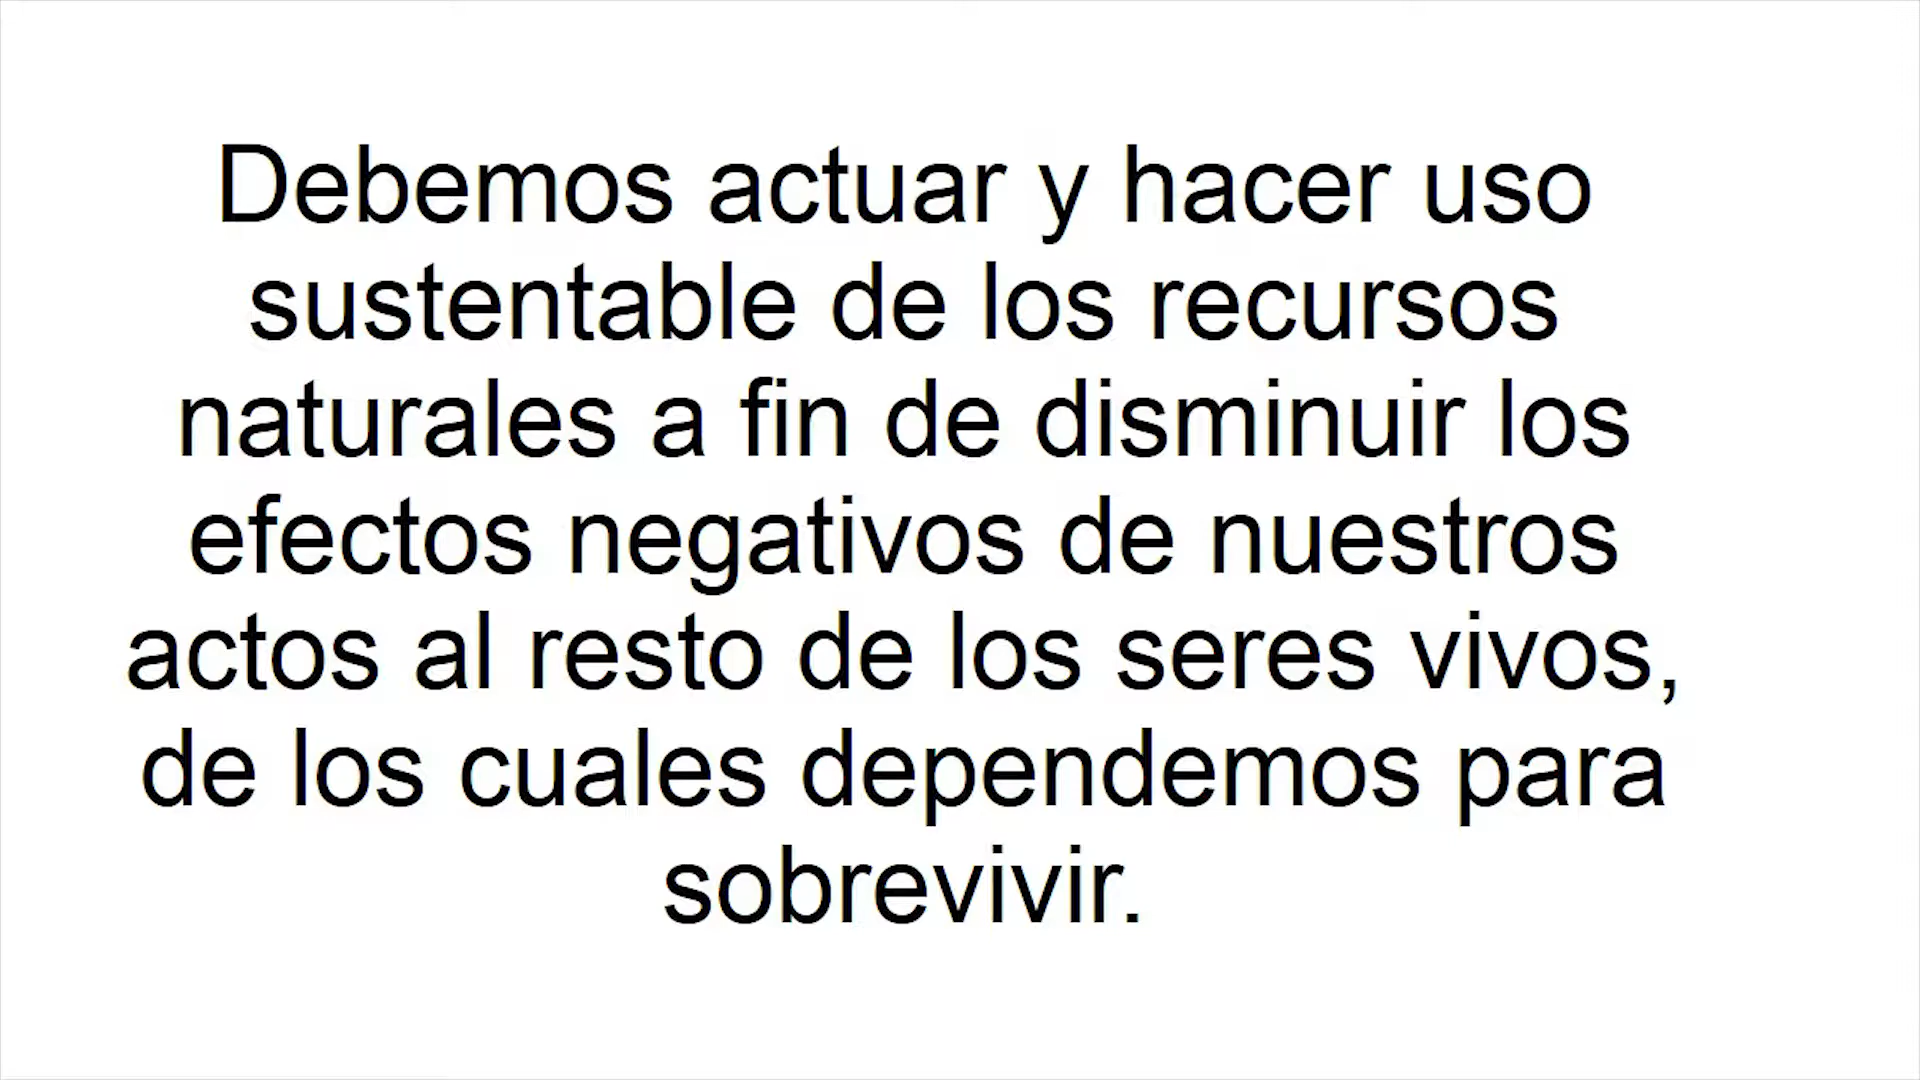 Debemos actuar y hacer uso
sustentable de los recursos
naturales a fin de disminuir los
efectos negativos de nuestros
actos al resto de los seres vivos,
de los cuales dependemos para
sobrevivir.